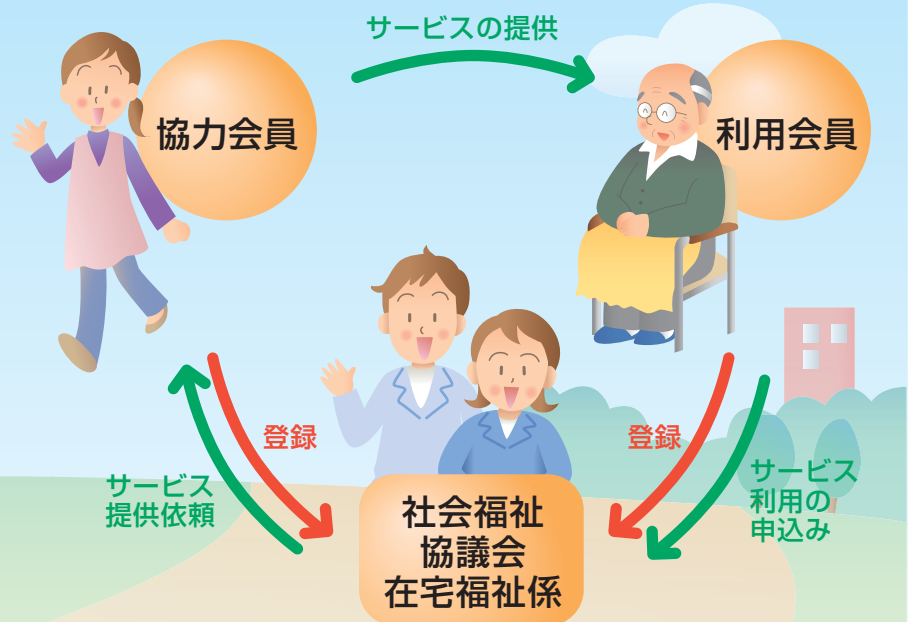 サービスの提供
協力会員
利用会員
登録
登録
サービス
提供依頼
サービス
利用の
申込み
社会福祉
協議会
在宅福祉係